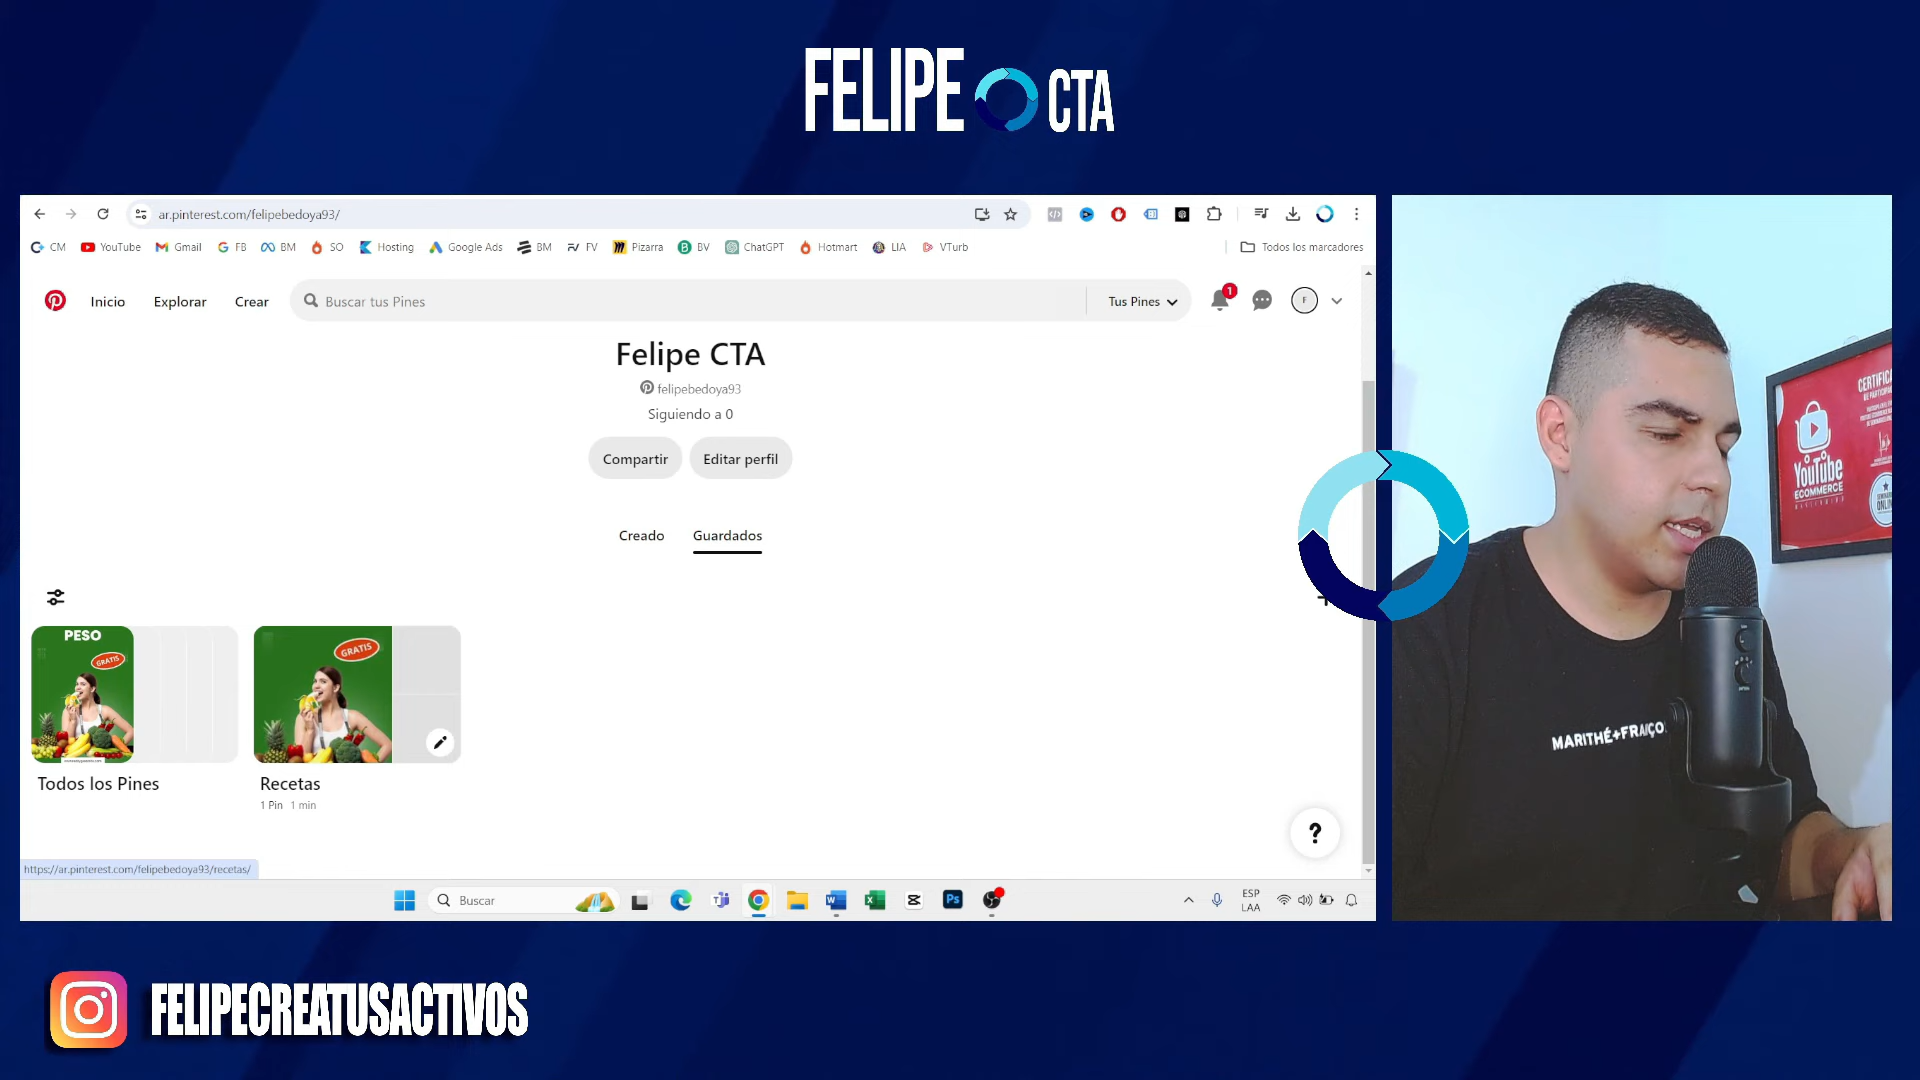 FELIPE CTA
ar.pinterest.com/felipebedoya93/
CM YouTube Gmail FB BM SO Hosting Google Ads BM FV Pizarra BV ChatGPT Hotmart LIA VTurb Todos los marcadores
Inicio Explorar Crear Buscar tus Pines Tus Pines 1 F
Felipe CTA
felipebedoya93
Siguiendo a 0
Compartir Editar perfil
Creado Guardados
PESO
GRATIS
GRATIS
Todos los Pines
Recetas
1 Pin 1 min
?
https://ar.pinterest.com/felipebedoya93/recetas/
Buscar
Ps
ESP
LAA
YouTube
ECOMMERCE
MARITHÉ+FRANÇO
FELIPECREATUSACTIVOS